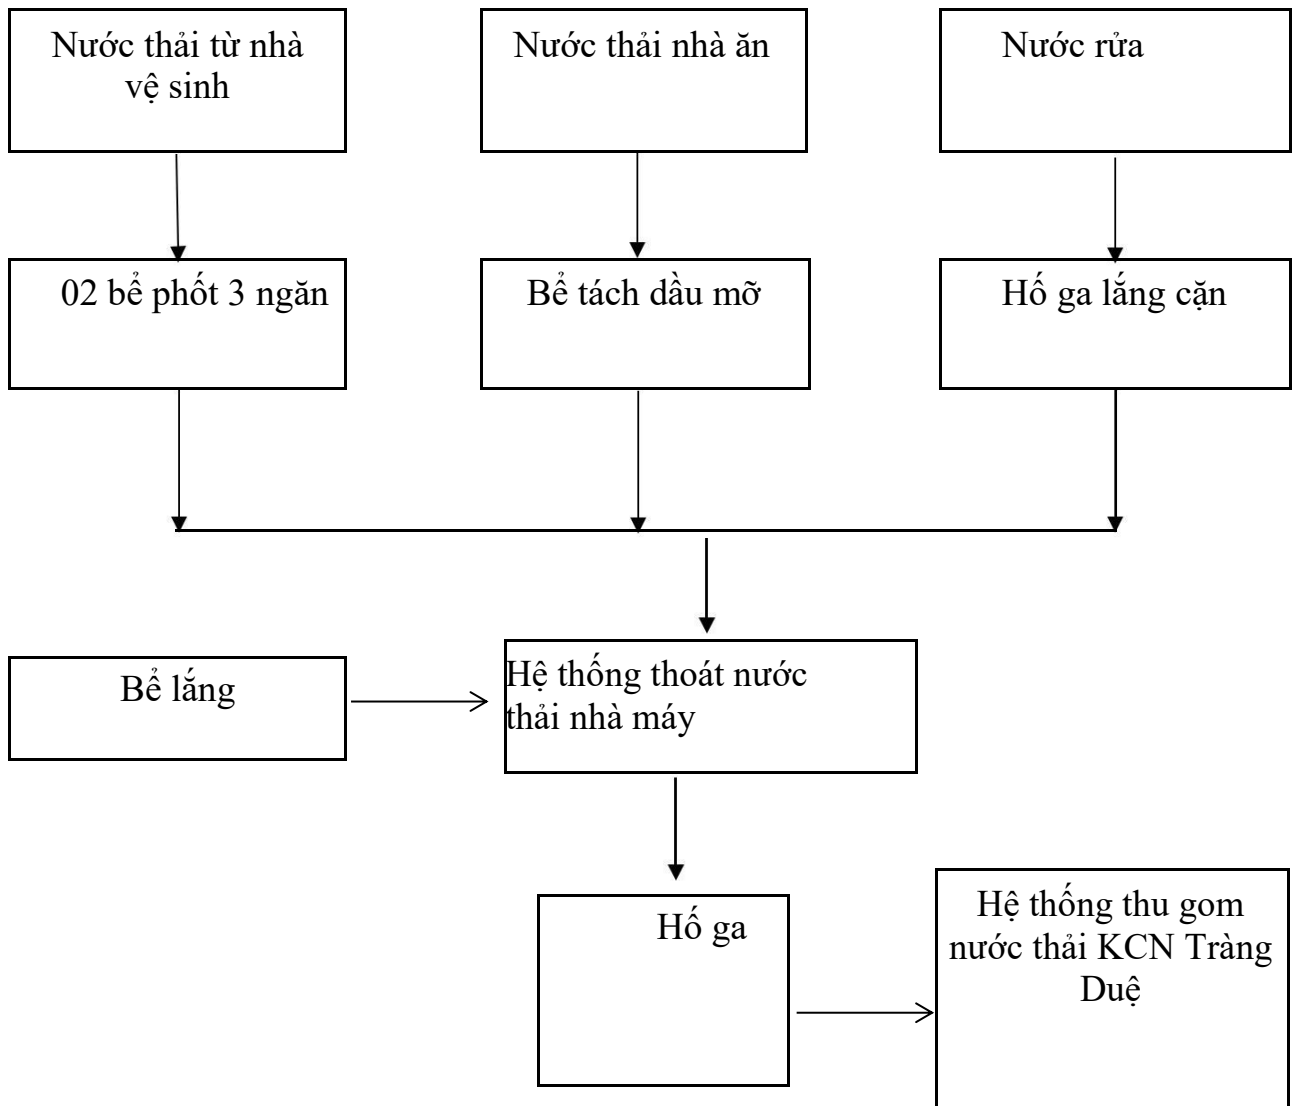 Nước thải từ nhà
vệ sinh
Nước thải nhà ăn
Nước rửa
02 bể phốt 3 ngăn
Bể tách dầu mỡ
Hố ga lắng cặn
Bể lắng
Hệ thống thoát nước
thải nhà máy
Hố ga
Hệ thống thu gom
nước thải KCN Tràng
Duệ